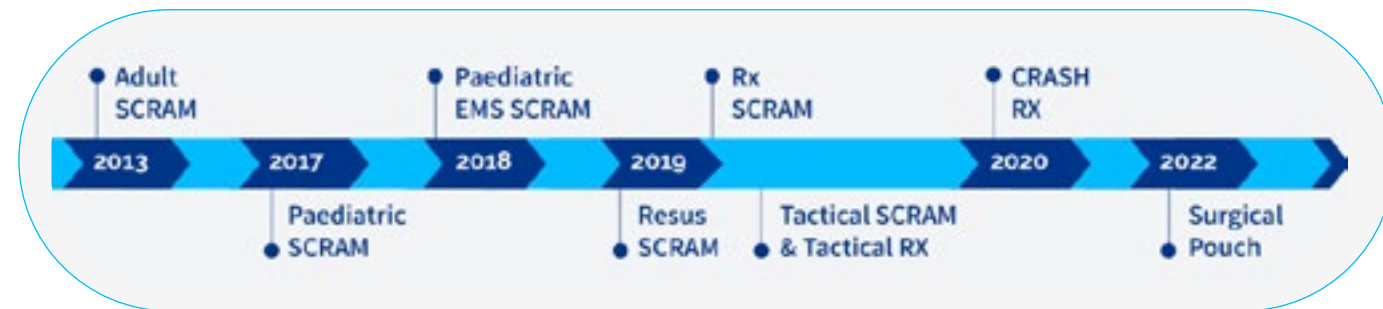 Adult
SCRAM
Paediatric
EMS SCRAM
Rx
SCRAM
CRASH
RX
2013
2017
2018
2019
2020
2022
Paediatric
SCRAM
Resus
SCRAM
Tactical SCRAM
& Tactical RX
Surgical
Pouch